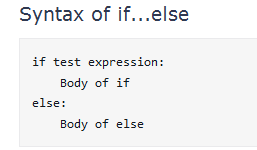 Syntax of if...else
if test expression:
    Body of if
else:
    Body of else